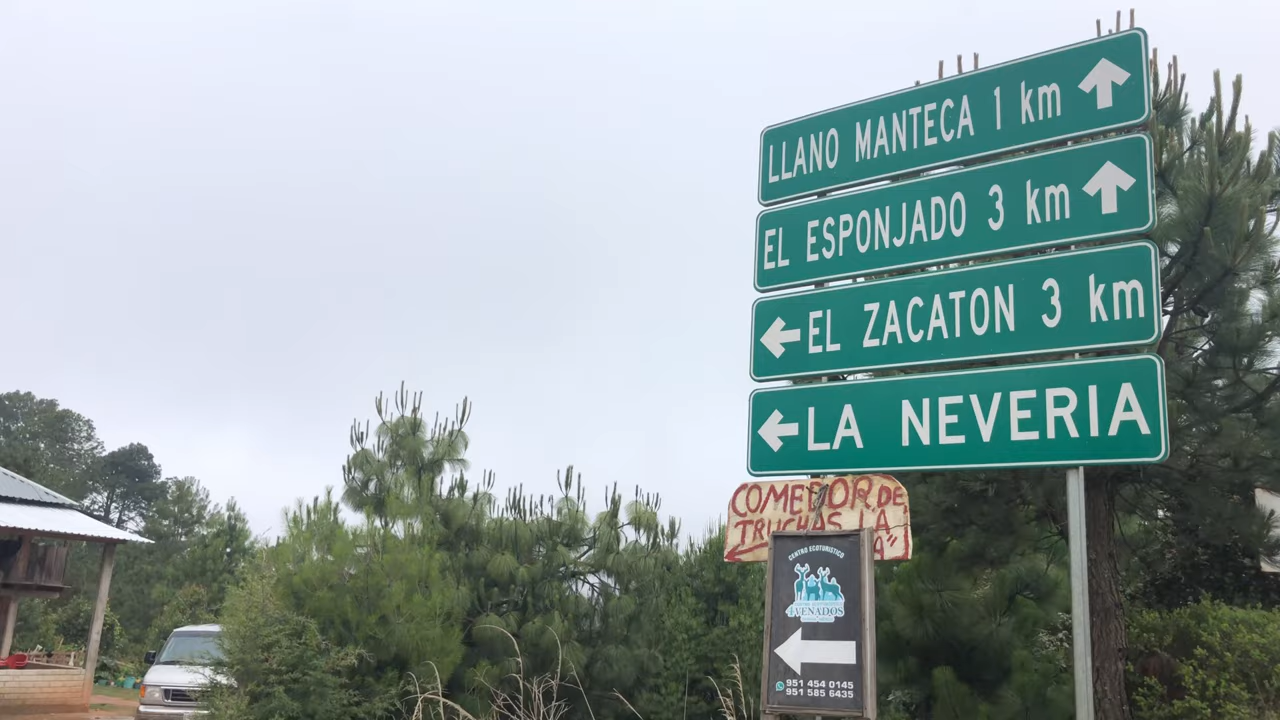 LLANO MANTECA 1 km
EL ESPONJADO 3 km
EL ZACATON 3 km
LA NEVERIA
COMEDOR DE
TRUCHAS LA
CENTRO ECOTURISTICO
4 VENADOS
951 454 0145
951 585 6435